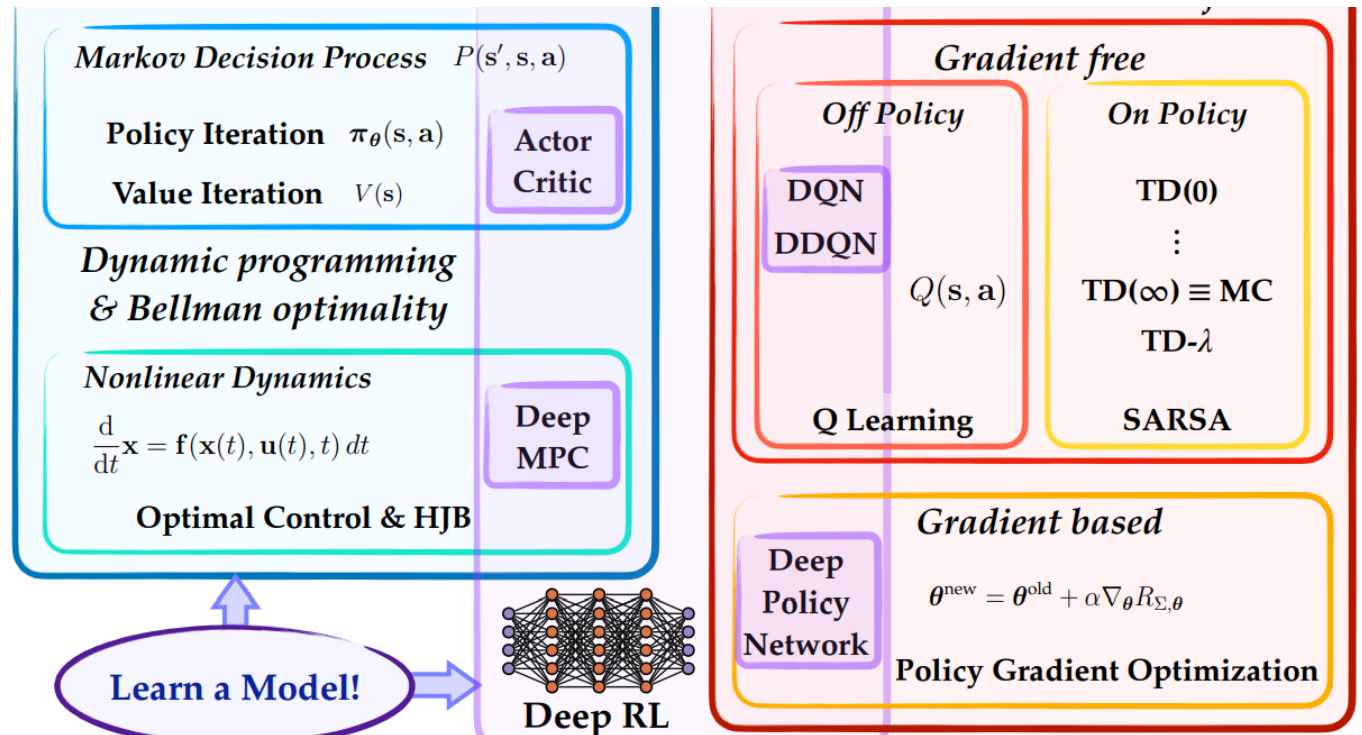 Markov Decision Process P(s′, s, a)
Policy Iteration π_θ(s, a)
Value Iteration V(s)
Actor
Critic
Dynamic programming
& Bellman optimality
Nonlinear Dynamics
d/dt x = f(x(t), u(t), t) dt
Optimal Control & HJB
Deep
MPC
Learn a Model!
Deep RL
Gradient free
Off Policy
DQN
DDQN
Q(s, a)
Q Learning
On Policy
TD(0)
⋮
TD(∞) ≡ MC
TD-λ
SARSA
Gradient based
Deep
Policy
Network
θ^new = θ^old + α∇_θ R_Σ,θ
Policy Gradient Optimization